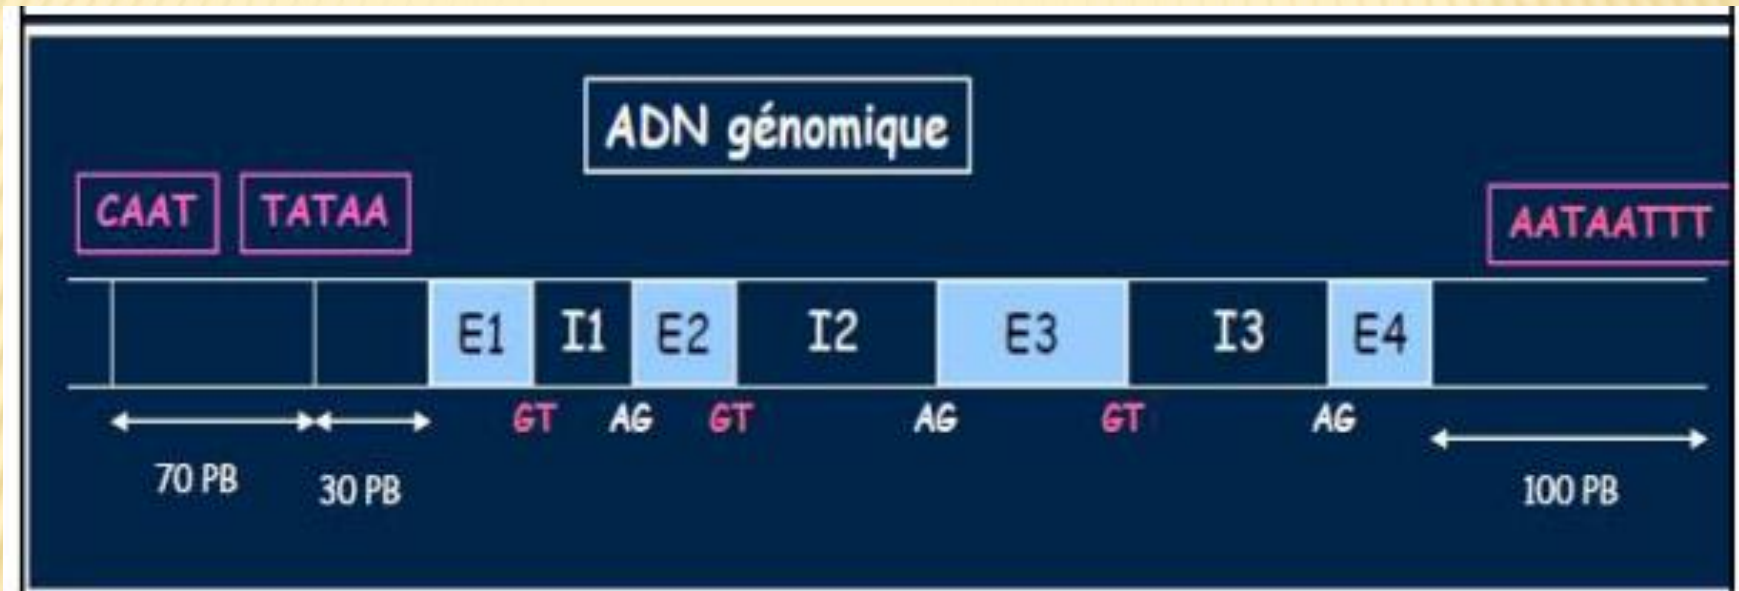 ADN génomique
CAAT TATAA AATAATTT
E1 I1 E2 I2 E3 I3 E4
GT AG GT AG GT AG
70 PB 30 PB 100 PB